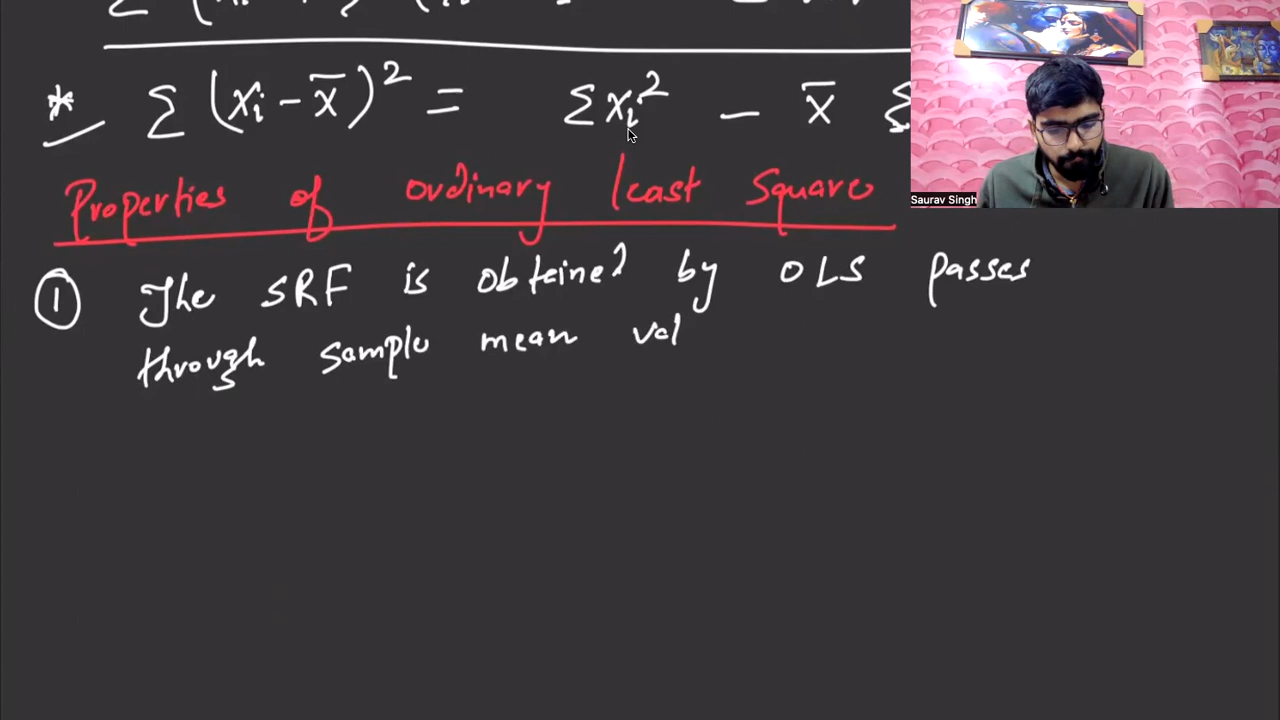 * Σ (xi - x̄)² = Σxi² - x̄ Σ
Properties of ordinary least Square
Saurav Singh
① The SRF is obteined by OLS passes
through sample mean val